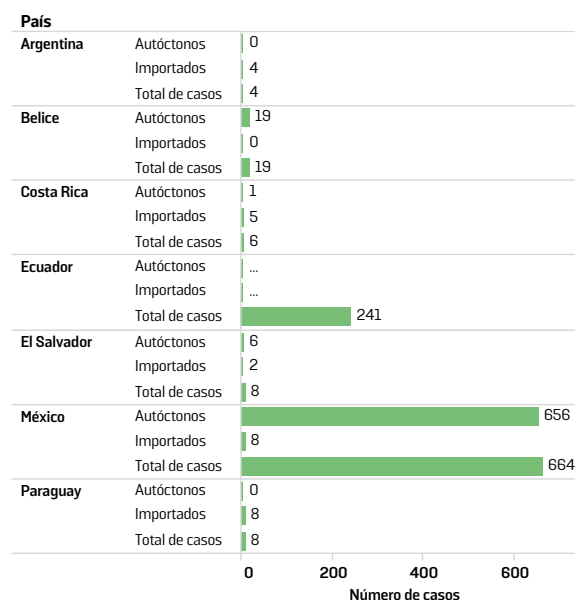 País
Argentina Autóctonos 0
Importados 4
Total de casos 4
Belice Autóctonos 19
Importados 0
Total de casos 19
Costa Rica Autóctonos 1
Importados 5
Total de casos 6
Ecuador Autóctonos ...
Importados ...
Total de casos 241
El Salvador Autóctonos 6
Importados 2
Total de casos 8
México Autóctonos 656
Importados 8
Total de casos 664
Paraguay Autóctonos 0
Importados 8
Total de casos 8
0 200 400 600
Número de casos